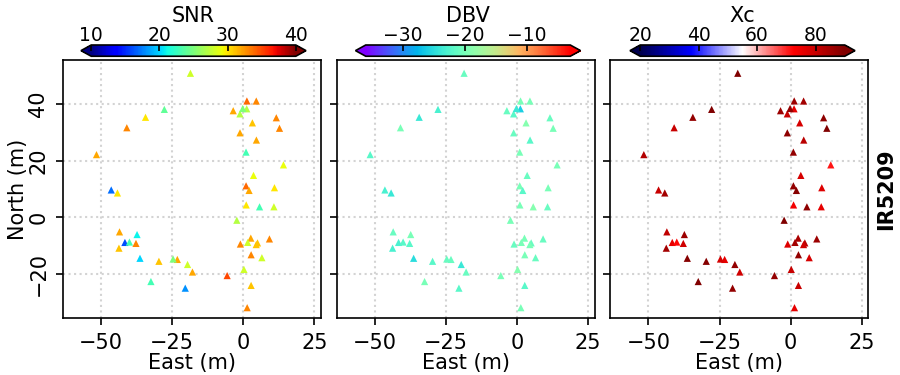 SNR DBV Xc
10 20 30 40 −30 −20 −10 20 40 60 80
North (m)
40
20
0
−20
IR5209
−50 −25 0 25 −50 −25 0 25 −50 −25 0 25
East (m) East (m) East (m)